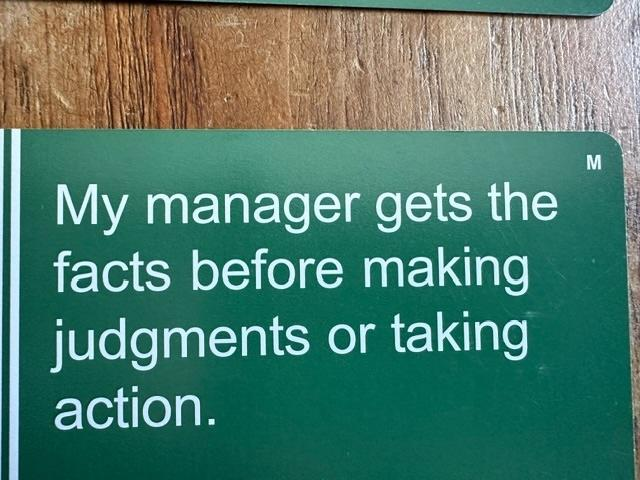 M
My manager gets the
facts before making
judgments or taking
action.